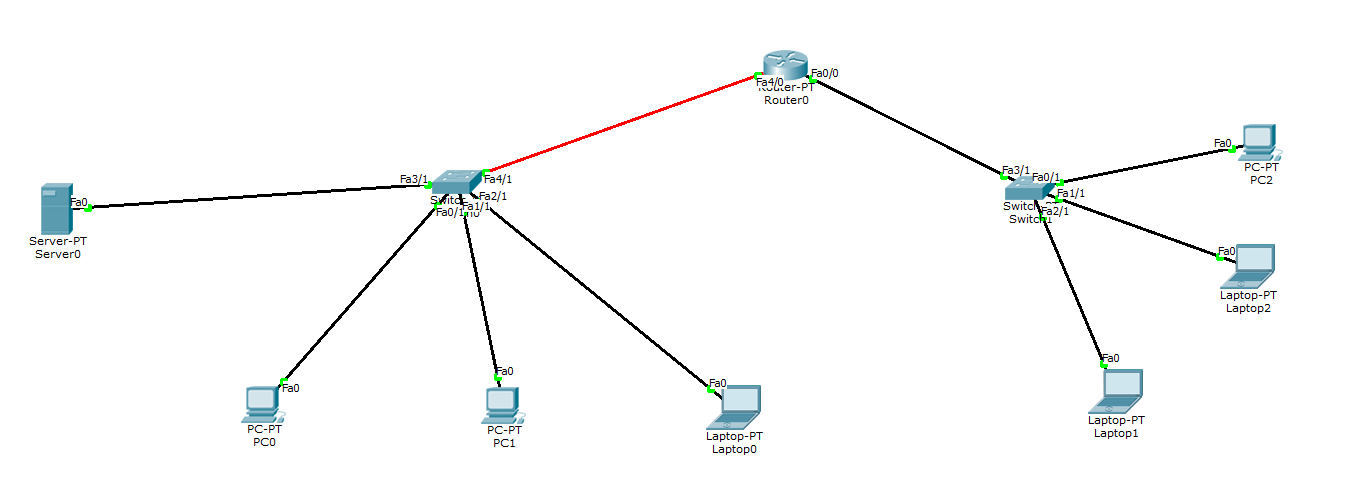 Fa0/0
Fa4/0
Router-PT
Router0
Fa3/1
Fa4/1
Fa2/1
Fa0/1
Fa1/1
Fa0
Server-PT
Server0
Fa0
PC-PT
PC0
Fa0
PC-PT
PC1
Fa0
Laptop-PT
Laptop0
Fa3/1
Fa0/1
Fa1/1
Fa2/1
Switch1
Fa0
PC-PT
PC2
Fa0
Laptop-PT
Laptop2
Fa0
Laptop-PT
Laptop1